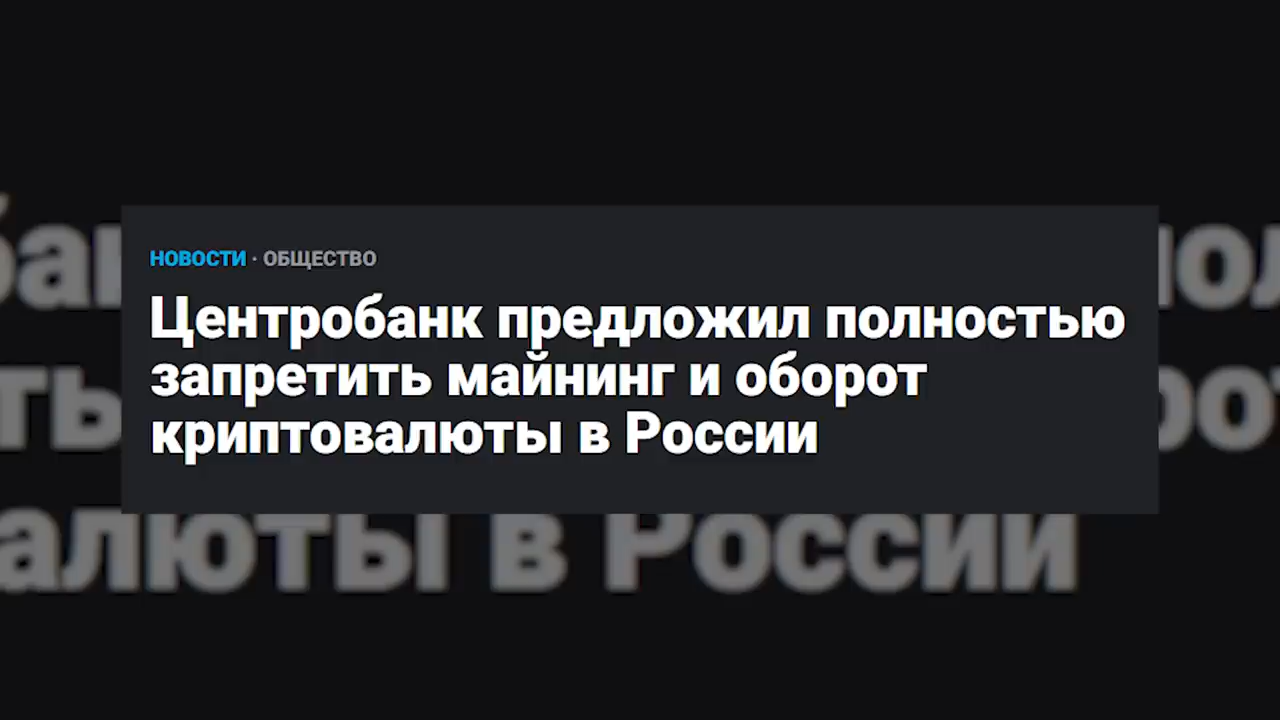 НОВОСТИ · ОБЩЕСТВО
Центробанк предложил полностью
запретить майнинг и оборот
криптовалюты в России